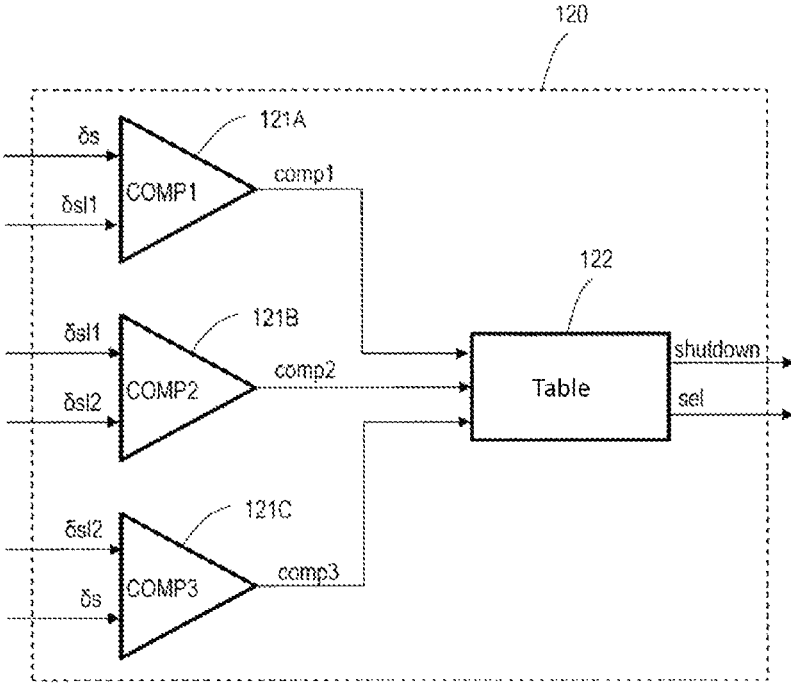 120
121A
δs
COMP1
comp1
δsl1
122
121B
δsl1
COMP2
comp2
δsl2
Table
shutdown
sel
121C
δsl2
COMP3
comp3
δs